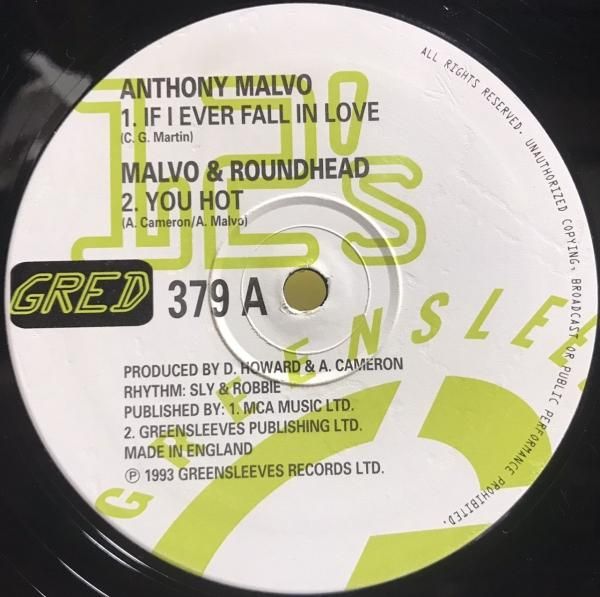 12's
ANTHONY MALVO
1. IF I EVER FALL IN LOVE
(C. G. Martin)
MALVO & ROUNDHEAD
2. YOU HOT
(A. Cameron/A. Malvo)
GRED 379 A
PRODUCED BY D. HOWARD & A. CAMERON
RHYTHM: SLY & ROBBIE
PUBLISHED BY: 1. MCA MUSIC LTD.
2. GREENSLEEVES PUBLISHING LTD.
MADE IN ENGLAND
℗ 1993 GREENSLEEVES RECORDS LTD.
GREENSLEE
ALL RIGHTS RESERVED. UNAUTHORIZED COPYING, BROADCAST OR PUBLIC PERFORMANCE PROHIBITED.